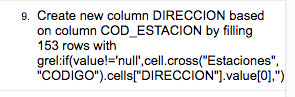 9. Create new column DIRECCION based
on column COD_ESTACION by filling
153 rows with
grel:if(value!='null',cell.cross("Estaciones",
"CODIGO").cells["DIRECCION"].value[0],'')